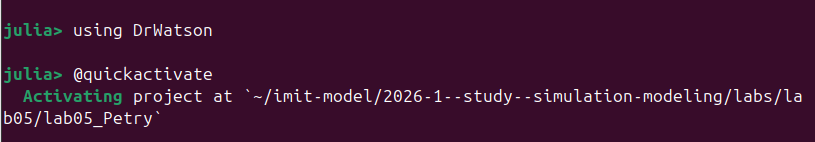 julia> using DrWatson
julia> @quickactivate
Activating project at `~/imit-model/2026-1--study--simulation-modeling/labs/la
b05/lab05_Petry`